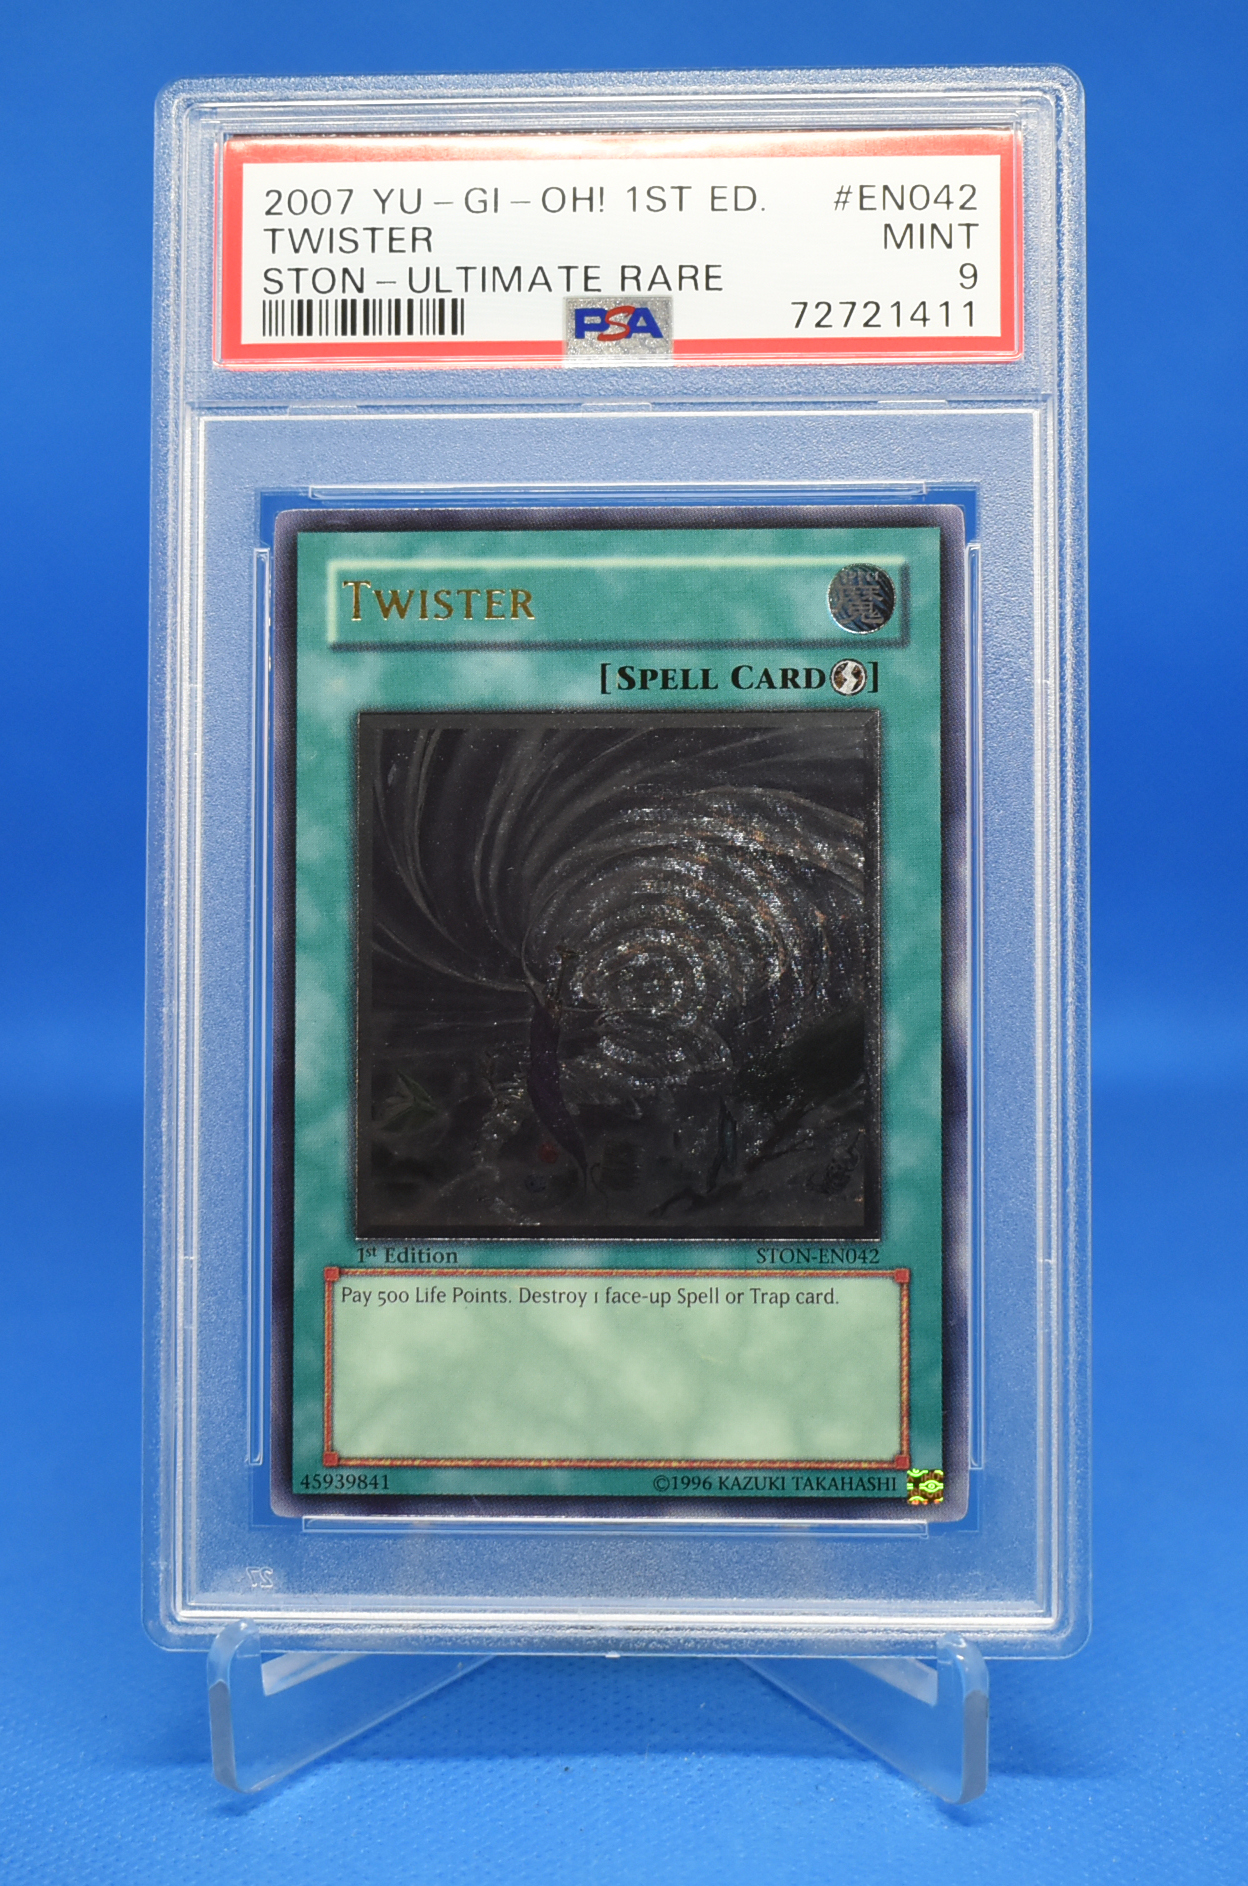 2007 YU-GI-OH! 1ST ED. #EN042
TWISTER MINT
STON-ULTIMATE RARE 9
PSA 72721411
TWISTER 魔
[SPELL CARD]
1st Edition STON-EN042
Pay 500 Life Points. Destroy 1 face-up Spell or Trap card.
45939841 ©1996 KAZUKI TAKAHASHI